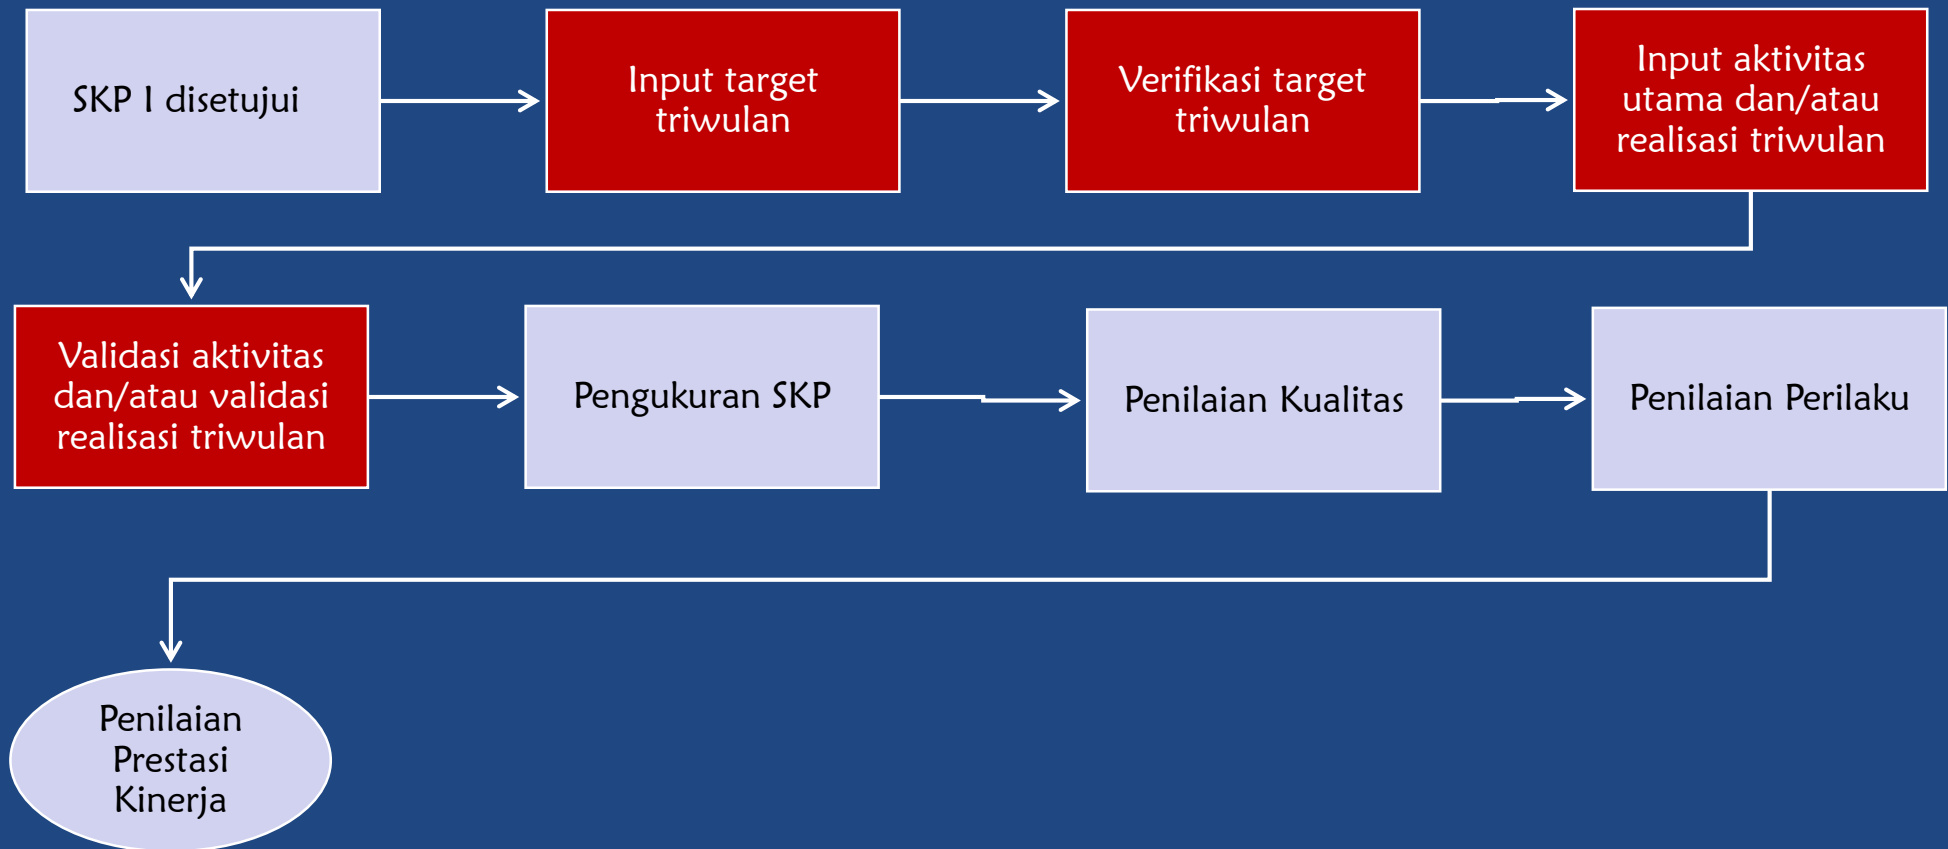 SKP I disetujui
Input target
triwulan
Verifikasi target
triwulan
Input aktivitas
utama dan/atau
realisasi triwulan
Validasi aktivitas
dan/atau validasi
realisasi triwulan
Pengukuran SKP
Penilaian Kualitas
Penilaian Perilaku
Penilaian
Prestasi
Kinerja